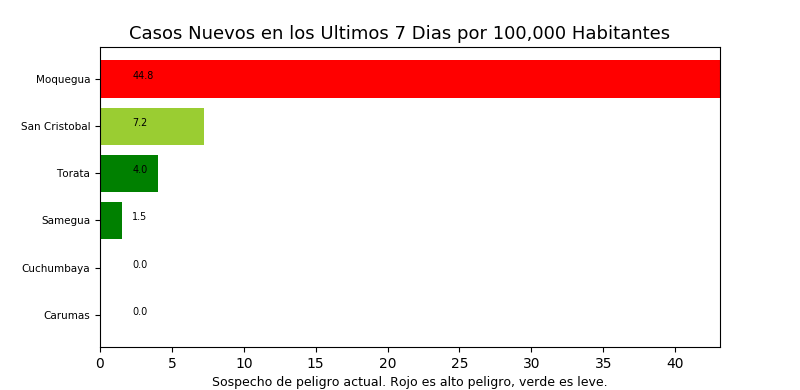 Casos Nuevos en los Ultimos 7 Dias por 100,000 Habitantes
Moquegua 44.8
San Cristobal 7.2
Torata 4.0
Samegua 1.5
Cuchumbaya 0.0
Carumas 0.0
0 5 10 15 20 25 30 35 40
Sospecho de peligro actual. Rojo es alto peligro, verde es leve.